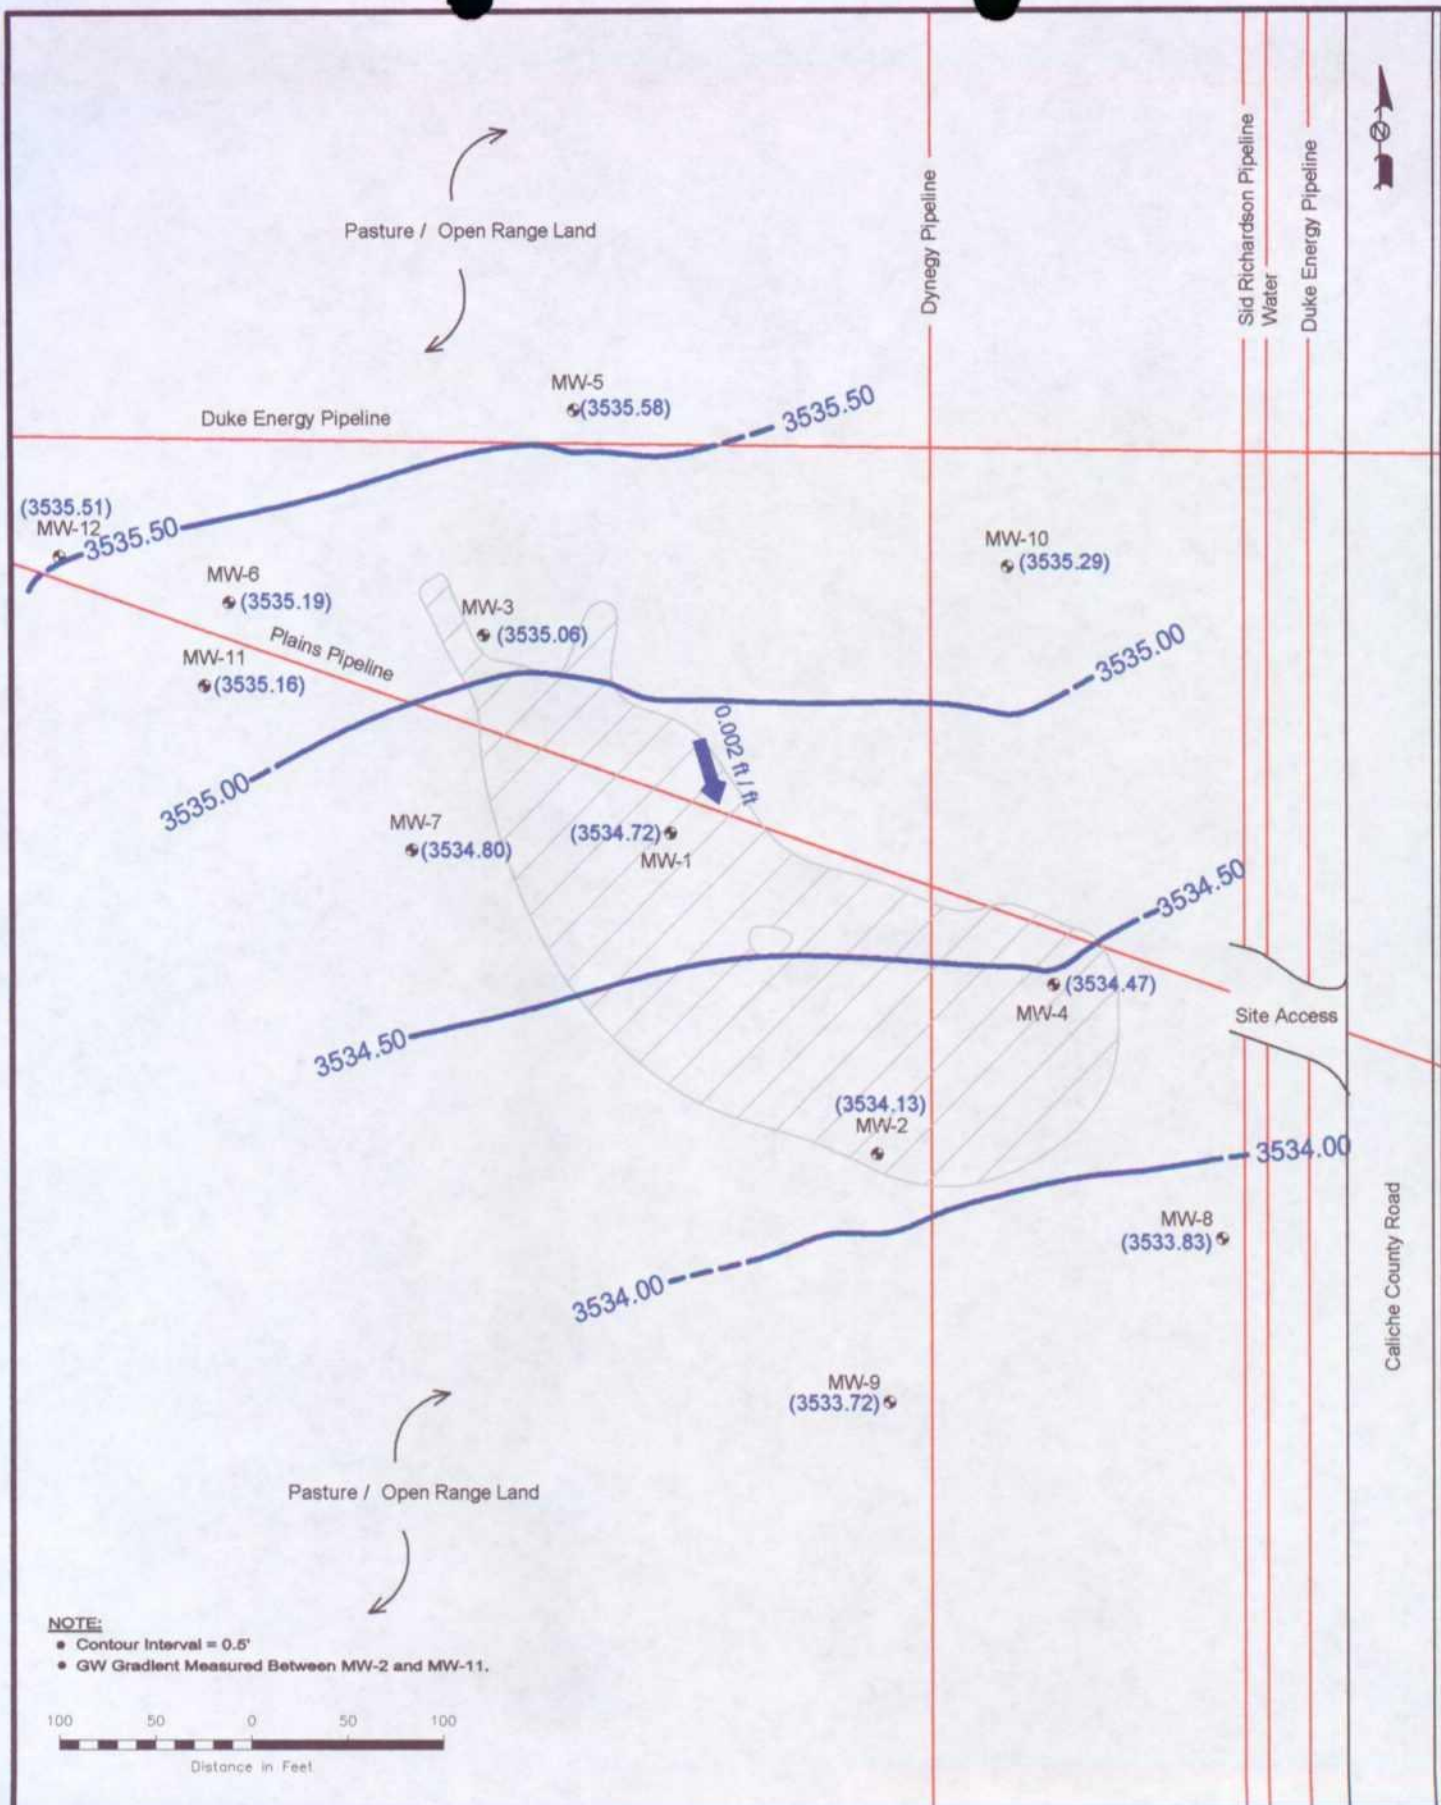 Pasture / Open Range Land
Dynegy Pipeline
Sid Richardson Pipeline
Water
Duke Energy Pipeline
MW-5
(3535.58)
3535.50
Duke Energy Pipeline
(3535.51)
MW-12
3535.50
MW-10
(3535.29)
MW-6
(3535.19)
MW-3
(3535.06)
Plains Pipeline
MW-11
(3535.16)
3535.00
0.002 ft / ft
3535.00
MW-7
(3534.80)
(3534.72)
MW-1
3534.50
(3534.47)
MW-4
Site Access
3534.50
(3534.13)
MW-2
3534.00
MW-8
(3533.83)
Caliche County Road
3534.00
MW-9
(3533.72)
Pasture / Open Range Land
NOTE:
• Contour Interval = 0.5'
• GW Gradient Measured Between MW-2 and MW-11.
100 50 0 50 100
Distance in Feet